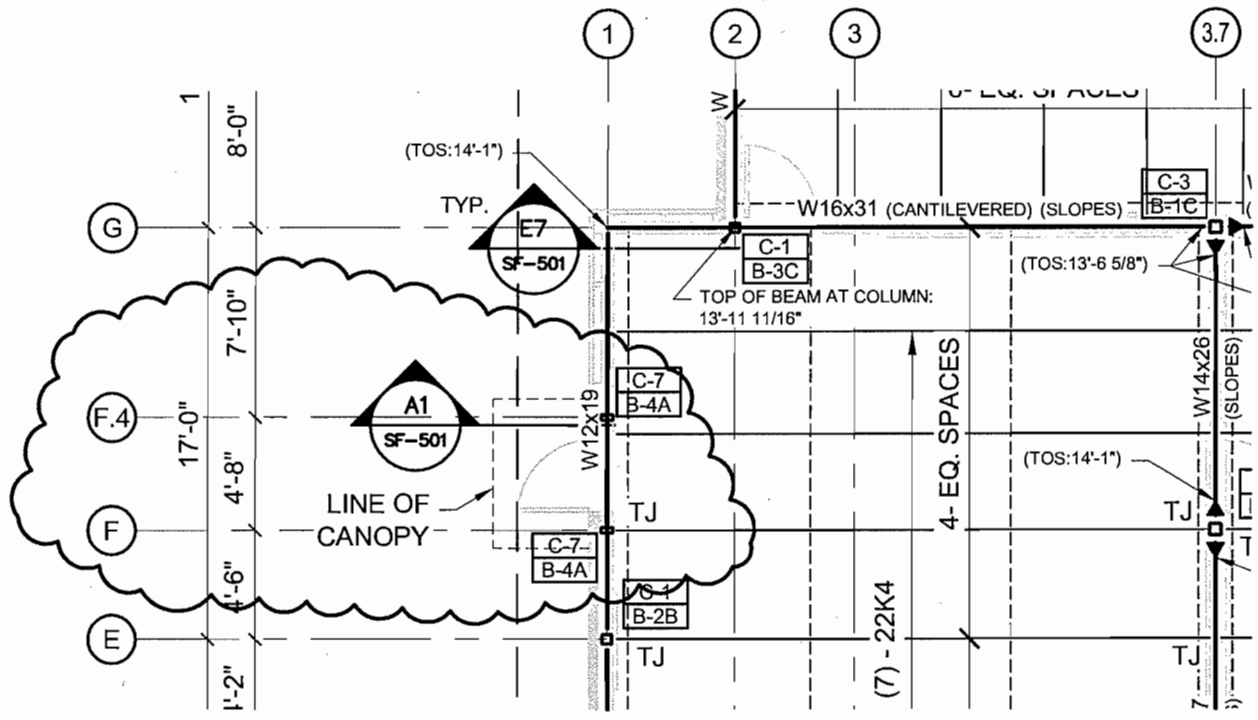 1
2
3
3.7
1
8'-0"
W
EQ. SPACES
(TOS:14'-1")
TYP.
E7
SF-501
G
W16x31 (CANTILEVERED) (SLOPES)
C-3
B-1C
C-1
B-3C
(TOS:13'-6 5/8")
TOP OF BEAM AT COLUMN:
13'-11 11/16"
7'-10"
17'-0"
F.4
A1
SF-501
C-7
B-4A
W12x19
4- EQ. SPACES
W14x26
(SLOPES)
(TOS:14'-1")
4'-8"
LINE OF
CANOPY
TJ
TJ
F
C-7
B-4A
4'-6"
C-1
B-2B
(7) - 22K4
E
TJ
TJ